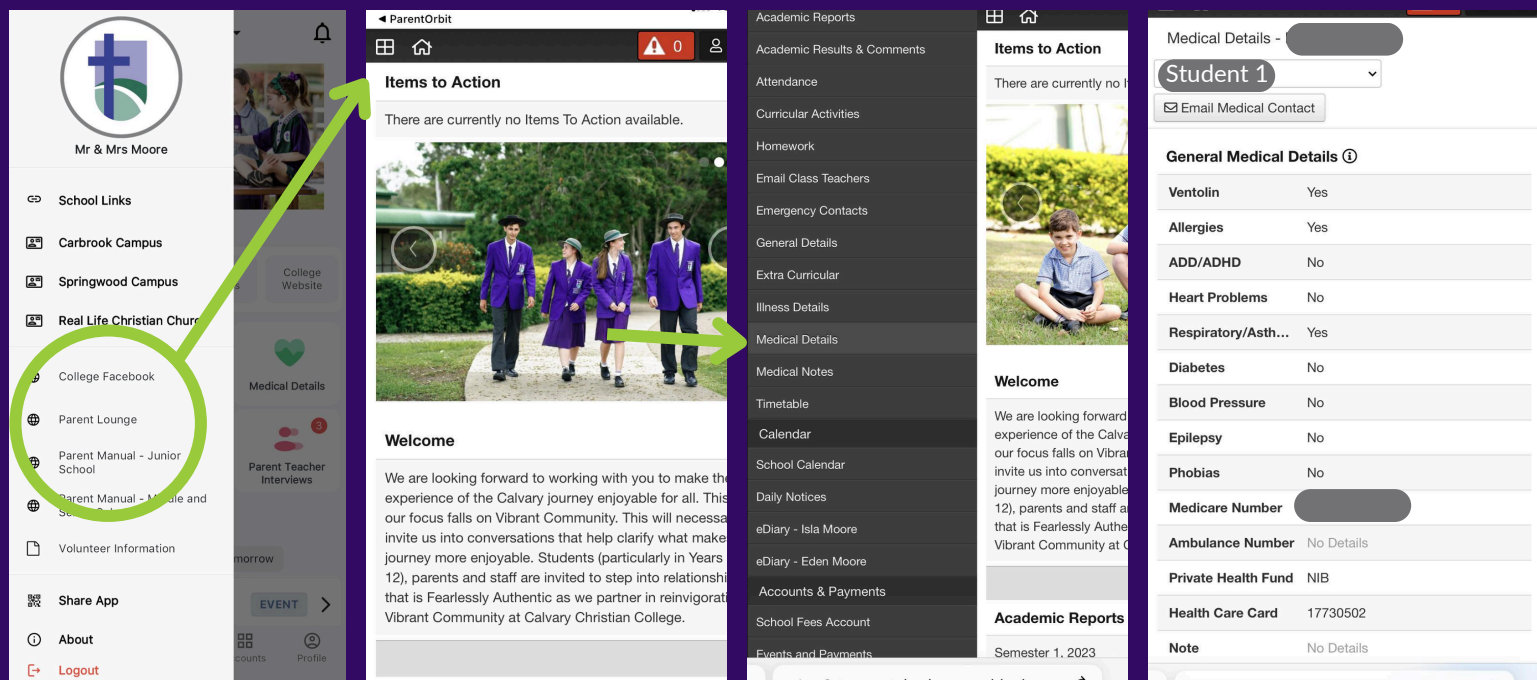 Mr & Mrs Moore
School Links
Carbrook Campus
Springwood Campus
Real Life Christian
College Facebook
Parent Lounge
Parent Manual - Junior
School
Parent Manual - Middle and
Volunteer Information
Share App
About
Logout
College
Website
Medical Details
3
Parent Teacher
Interviews
morrow
EVENT
counts
Profile
◄ ParentOrbit
0
Items to Action
There are currently no Items To Action available.
Welcome
We are looking forward to working with you to make the
experience of the Calvary journey enjoyable for all. This
our focus falls on Vibrant Community. This will necessa
invite us into conversations that help clarify what make
journey more enjoyable. Students (particularly in Years
12), parents and staff are invited to step into relationshi
that is Fearlessly Authentic as we partner in reinvigorati
Vibrant Community at Calvary Christian College.
Academic Reports
Academic Results & Comments
Attendance
Curricular Activities
Homework
Email Class Teachers
Emergency Contacts
General Details
Extra Curricular
Illness Details
Medical Details
Medical Notes
Timetable
Calendar
School Calendar
Daily Notices
eDiary - Isla Moore
eDiary - Eden Moore
Accounts & Payments
School Fees Account
Events and Payments
Items to Action
There are currently no I
Welcome
We are looking forward
experience of the Calva
our focus falls on Vibra
invite us into conversat
journey more enjoyable
12), parents and staff a
that is Fearlessly Authe
Vibrant Community at C
Academic Reports
Semester 1, 2023
Medical Details -
Student 1
Email Medical Contact
General Medical Details
Ventolin Yes
Allergies Yes
ADD/ADHD No
Heart Problems No
Respiratory/Asth... Yes
Diabetes No
Blood Pressure No
Epilepsy No
Phobias No
Medicare Number
Ambulance Number No Details
Private Health Fund NIB
Health Care Card 17730502
Note No Details